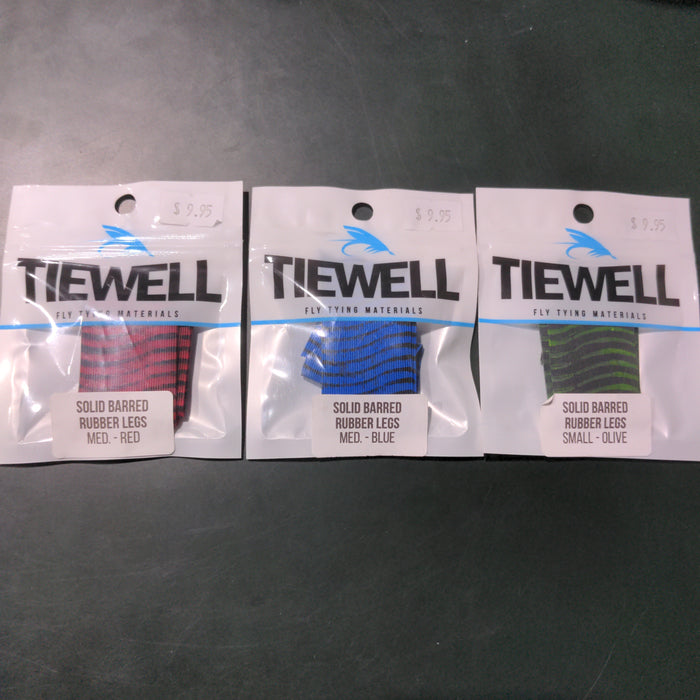 $ 9.95
TIEWELL
FLY TYING MATERIALS
SOLID BARRED
RUBBER LEGS
MED. - RED
$ 9.95
TIEWELL
FLY TYING MATERIALS
SOLID BARRED
RUBBER LEGS
MED. - BLUE
$ 9.95
TIEWELL
FLY TYING MATERIALS
SOLID BARRED
RUBBER LEGS
SMALL - OLIVE